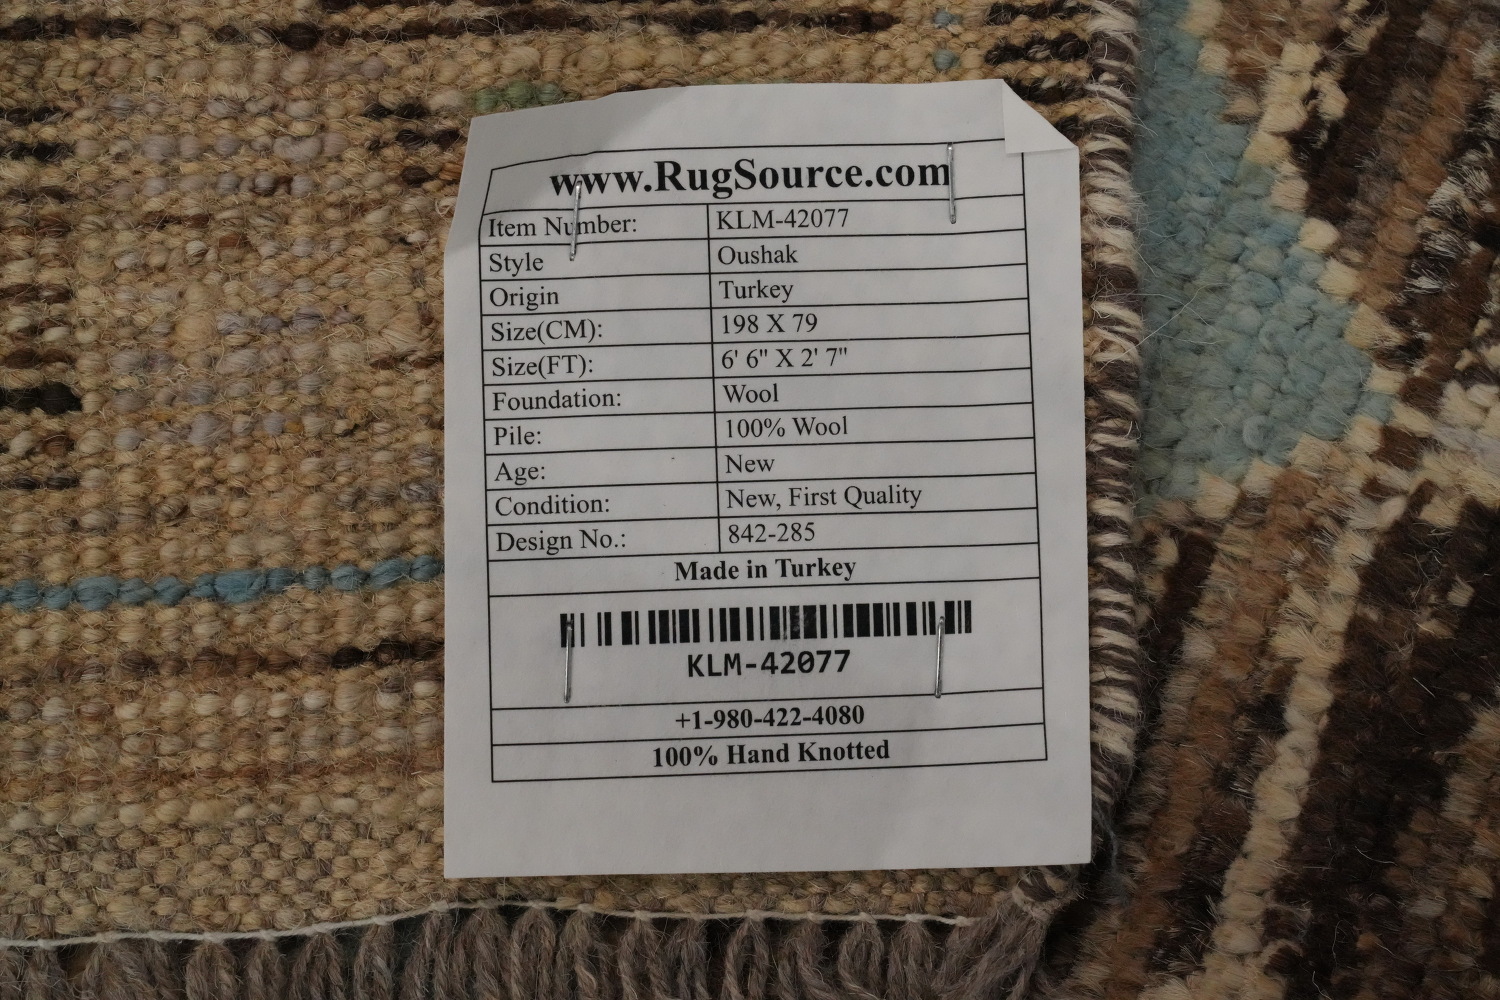 www.RugSource.com
Item Number: KLM-42077
Style Oushak
Origin Turkey
Size(CM): 198 X 79
Size(FT): 6' 6" X 2' 7"
Foundation: Wool
Pile: 100% Wool
Age: New
Condition: New, First Quality
Design No.: 842-285
Made in Turkey
KLM-42077
+1-980-422-4080
100% Hand Knotted